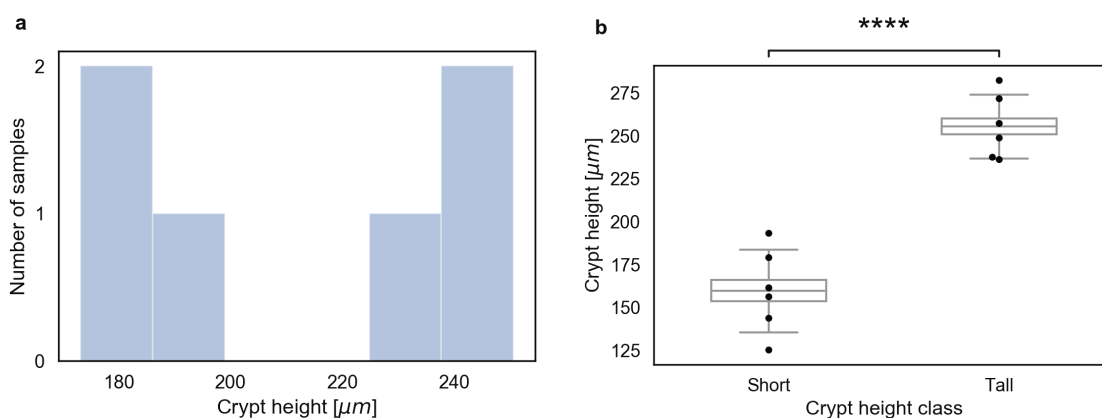 a
2
1
0
Number of samples
180 200 220 240
Crypt height [μm]
b
****
275
250
225
200
175
150
125
Crypt height [μm]
Short Tall
Crypt height class